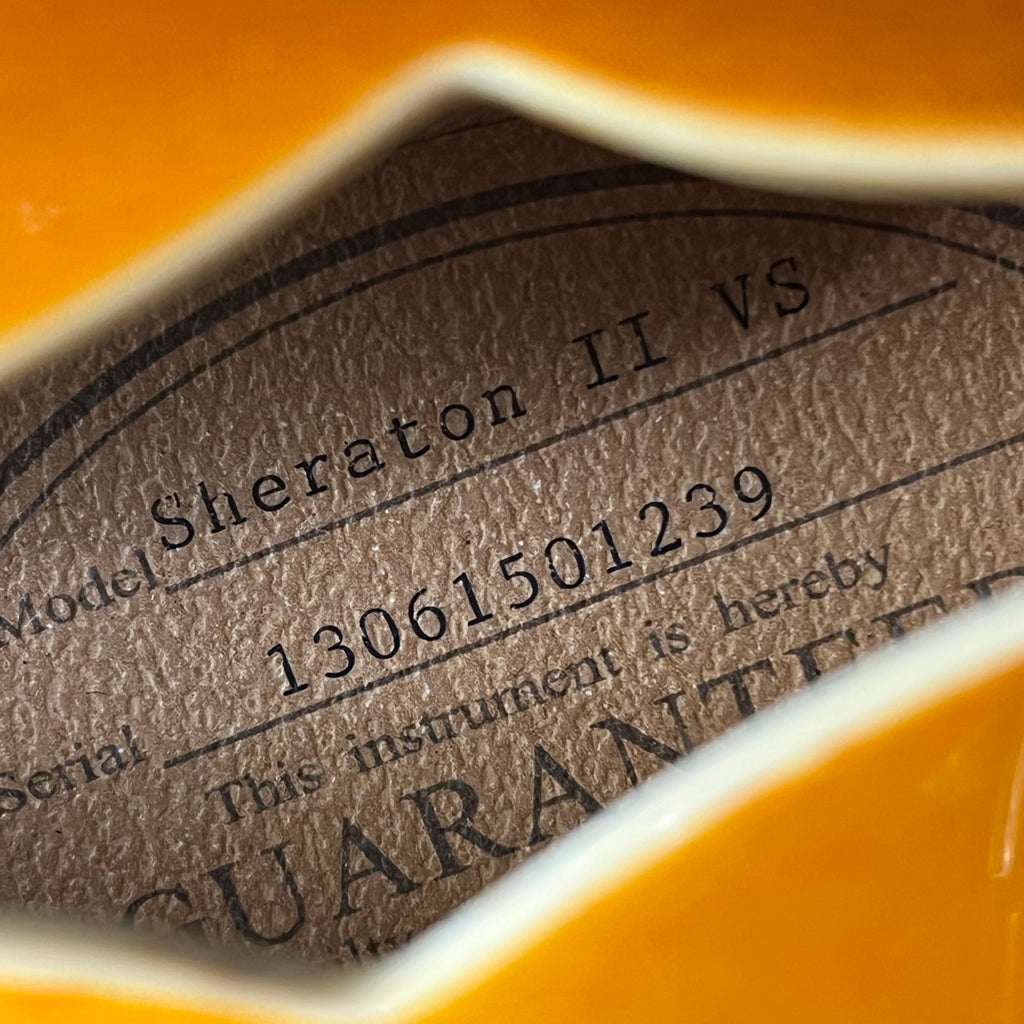 Model Sheraton II VS
Serial 13061501239
This instrument is hereby
GUARANTEED